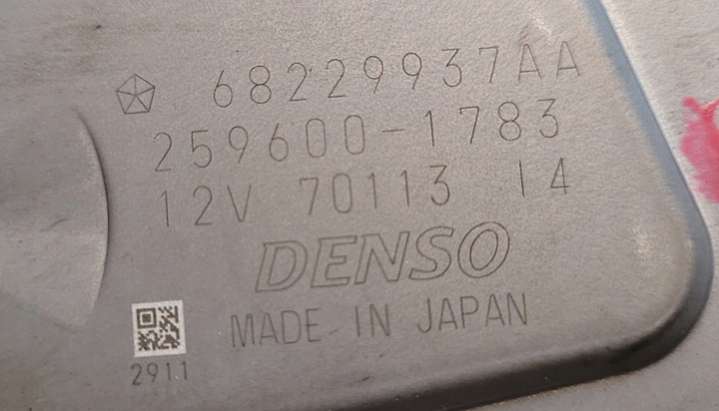 68229937AA
259600-1783
12V 70113 14
DENSO
MADE IN JAPAN
2911